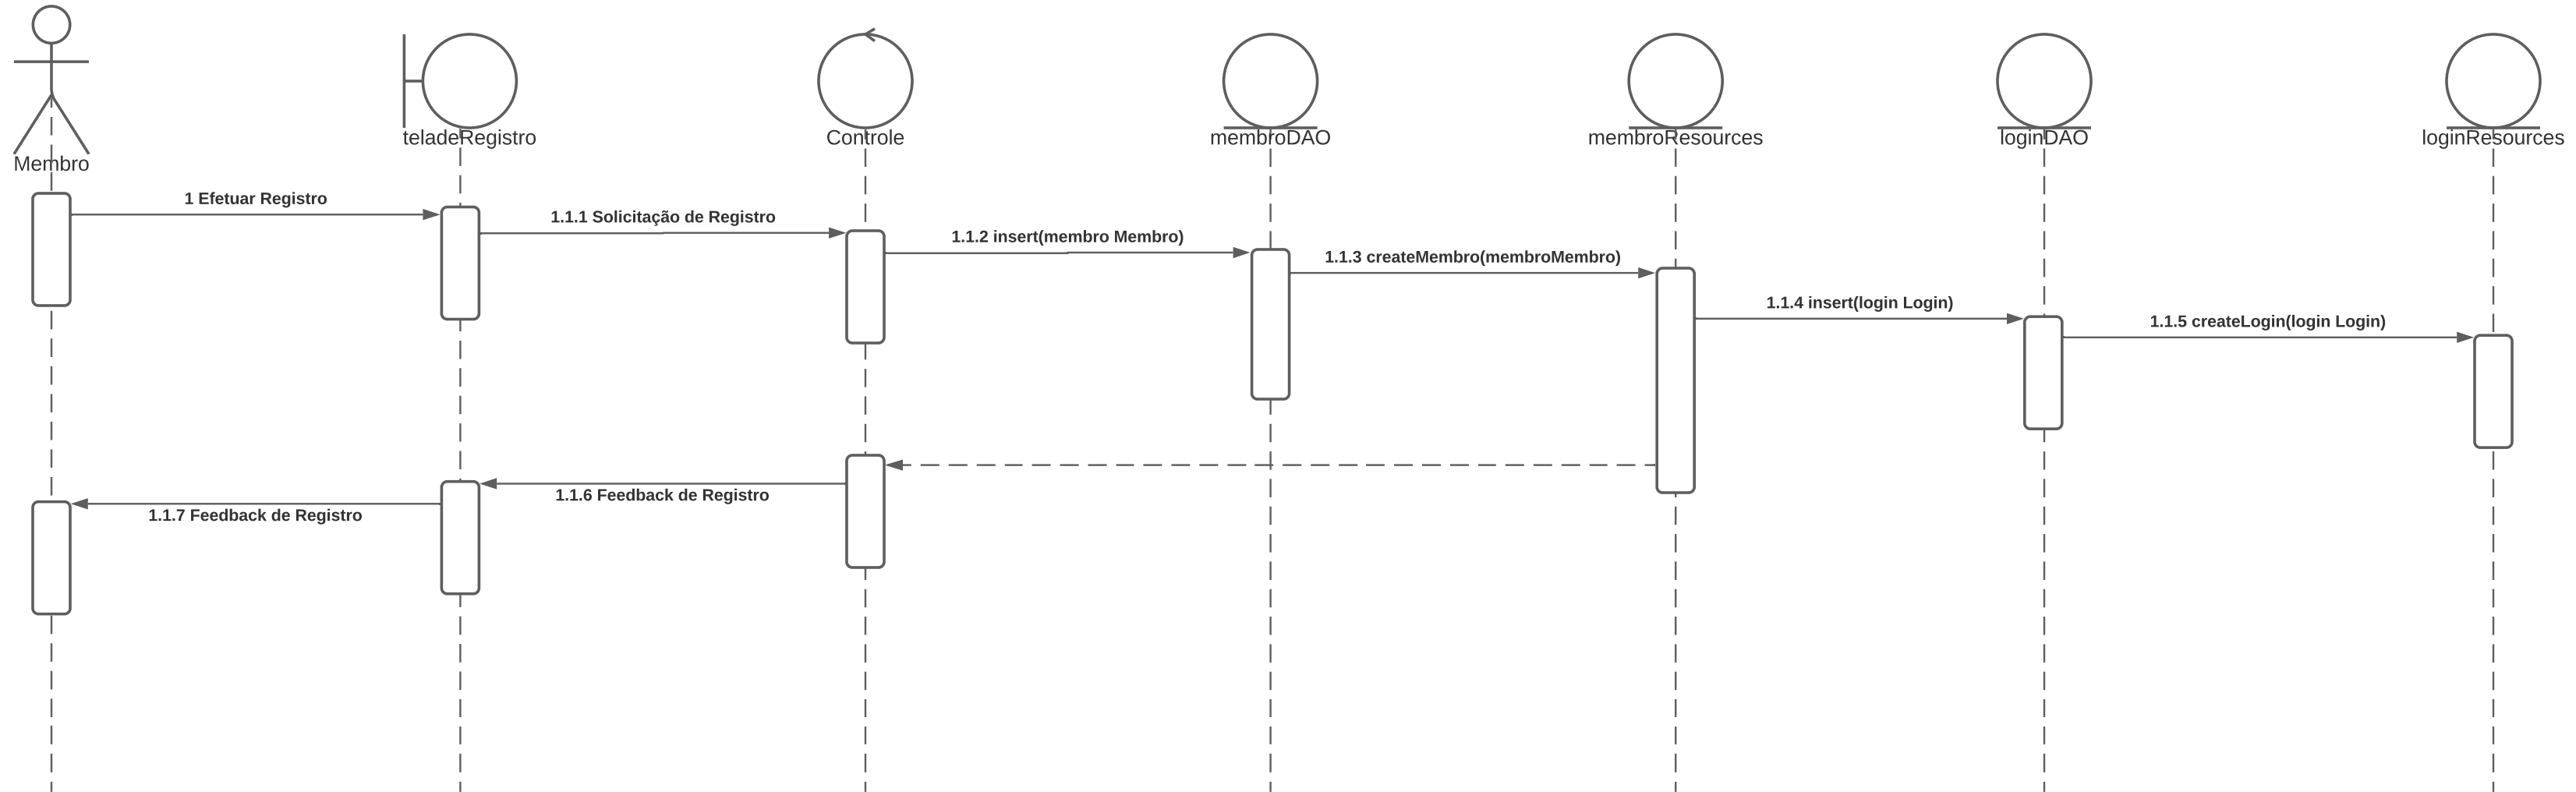 Membro
teladeRegistro
Controle
membroDAO
membroResources
loginDAO
loginResources
1 Efetuar Registro
1.1.1 Solicitação de Registro
1.1.2 insert(membro Membro)
1.1.3 createMembro(membroMembro)
1.1.4 insert(login Login)
1.1.5 createLogin(login Login)
1.1.6 Feedback de Registro
1.1.7 Feedback de Registro